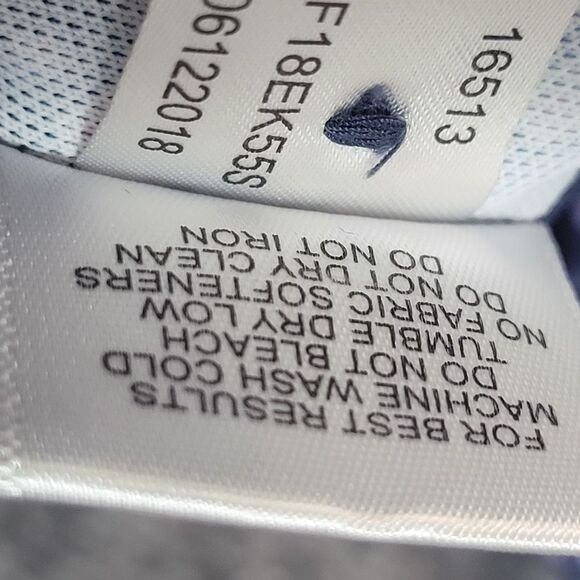 16513
F18EK55S
06122018
FOR BEST RESULTS
MACHINE WASH COLD
DO NOT BLEACH
TUMBLE DRY LOW
NO FABRIC SOFTENERS
DO NOT DRY CLEAN
DO NOT IRON